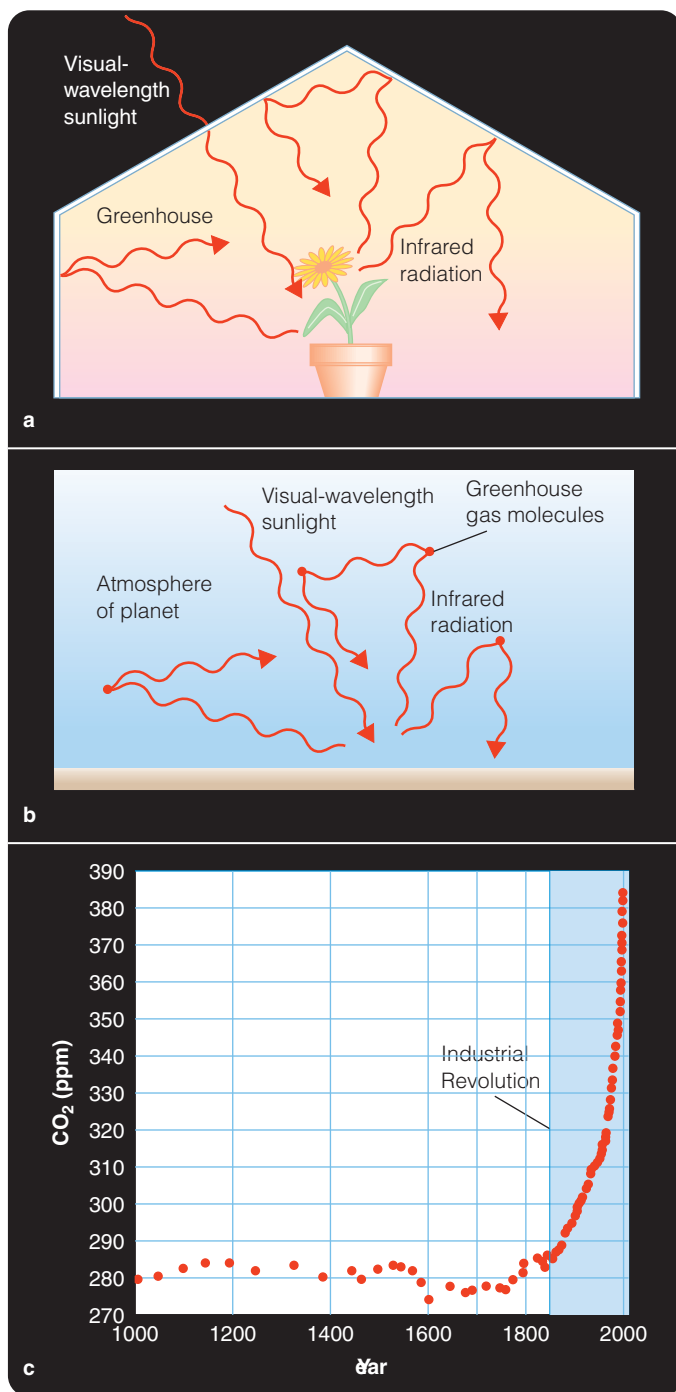 Visual-
wavelength
sunlight
Greenhouse
Infrared
radiation
a
Visual-wavelength
sunlight
Greenhouse
gas molecules
Atmosphere
of planet
Infrared
radiation
b
390
380
370
360
350
340
330
320
310
300
290
280
270
CO₂ (ppm)
Industrial
Revolution
1000
1200
1400
1600
1800
2000
c